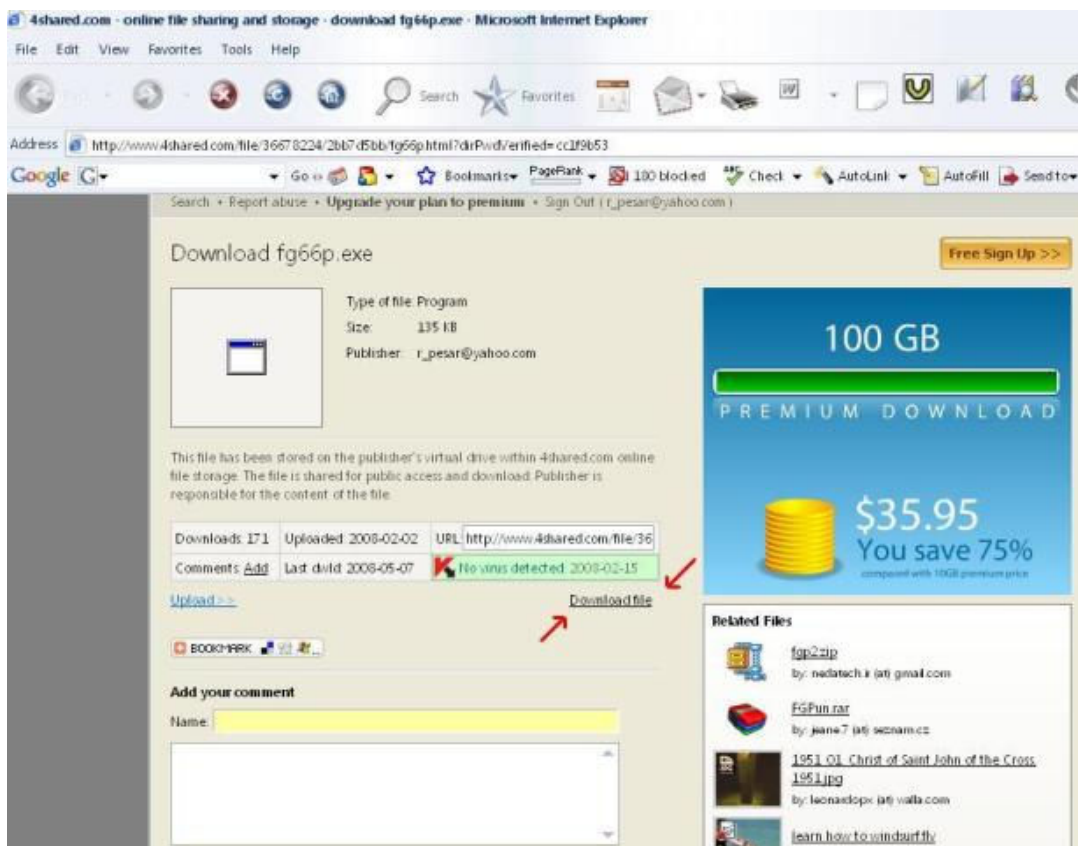 4shared.com - online file sharing and storage - download fg66p.exe - Microsoft Internet Explorer
File Edit View Favorites Tools Help
Search Favorites
Address http://www.4shared.com/file/36678224/2bb7d5bb/fg66p.html?dirPwdVerified=cc1f9b53
Google G Go Bookmarks PageRank 180 blocked Check AutoLink AutoFill Send to
Search • Report abuse • Upgrade your plan to premium • Sign Out ( r_pesar@yahoo.com )
Download fg66p.exe
Free Sign Up >>
Type of file: Program
Size: 135 KB
Publisher: r_pesar@yahoo.com
100 GB
PREMIUM DOWNLOAD
$35.95
You save 75%
compared with 10GB premium price
This file has been stored on the publisher's virtual drive within 4shared.com online
file storage. The file is shared for public access and download. Publisher is
responsible for the content of the file.
Downloads: 171 Uploaded: 2008-02-02 URL: http://www.4shared.com/file/36
Comments: Add Last dwld: 2008-05-07 No virus detected: 2008-02-15
Upload >> Download file
BOOKMARK
Add your comment
Name:
Related Files
fgp2.zip
by: nedatech.ir (at) gmail.com
FGPun.rar
by: jeane7 (at) seznam.cz
1951_01_Christ of Saint John of the Cross,
1951.jpg
by: leonardopx (at) walla.com
learn how to windsurf.flv